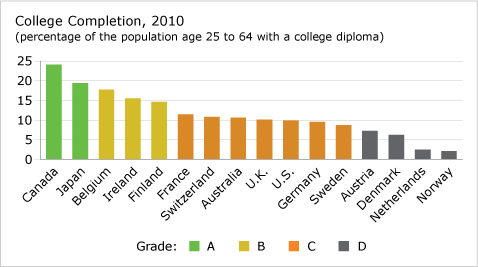 College Completion, 2010
(percentage of the population age 25 to 64 with a college diploma)
25
20
15
10
5
0
Canada
Japan
Belgium
Ireland
Finland
France
Switzerland
Australia
U.K.
U.S.
Germany
Sweden
Austria
Denmark
Netherlands
Norway
Grade: A B C D